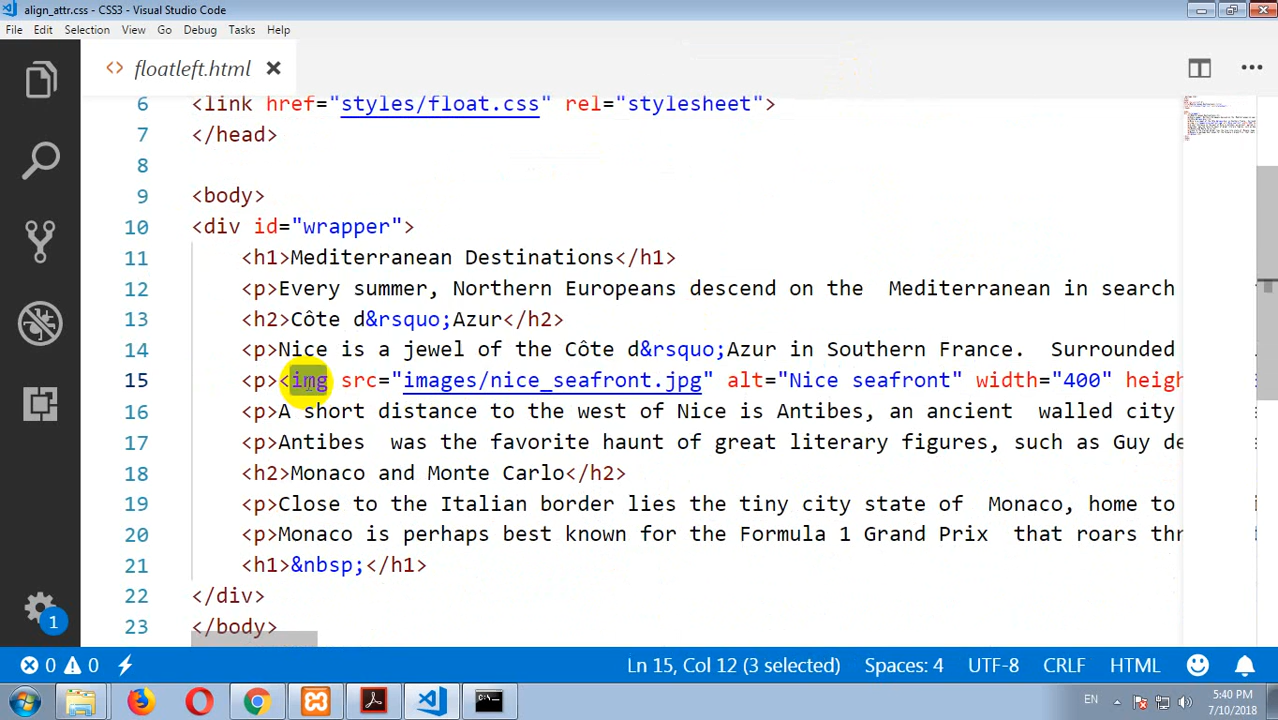 align_attr.css - CSS3 - Visual Studio Code
File Edit Selection View Go Debug Tasks Help
<> floatleft.html
6 <link href="styles/float.css" rel="stylesheet">
7 </head>
8
9 <body>
10 <div id="wrapper">
11 <h1>Mediterranean Destinations</h1>
12 <p>Every summer, Northern Europeans descend on the  Mediterranean in search
13 <h2>Côte d&rsquo;Azur</h2>
14 <p>Nice is a jewel of the Côte d&rsquo;Azur in Southern France.  Surrounded
15 <p><img src="images/nice_seafront.jpg" alt="Nice seafront" width="400" heigh
16 <p>A short distance to the west of Nice is Antibes, an ancient  walled city
17 <p>Antibes  was the favorite haunt of great literary figures, such as Guy de
18 <h2>Monaco and Monte Carlo</h2>
19 <p>Close to the Italian border lies the tiny city state of  Monaco, home to
20 <p>Monaco is perhaps best known for the Formula 1 Grand Prix  that roars thr
21 <h1>&nbsp;</h1>
22 </div>
23 </body>
1
0 0 Ln 15, Col 12 (3 selected) Spaces: 4 UTF-8 CRLF HTML
EN 5:40 PM
7/10/2018